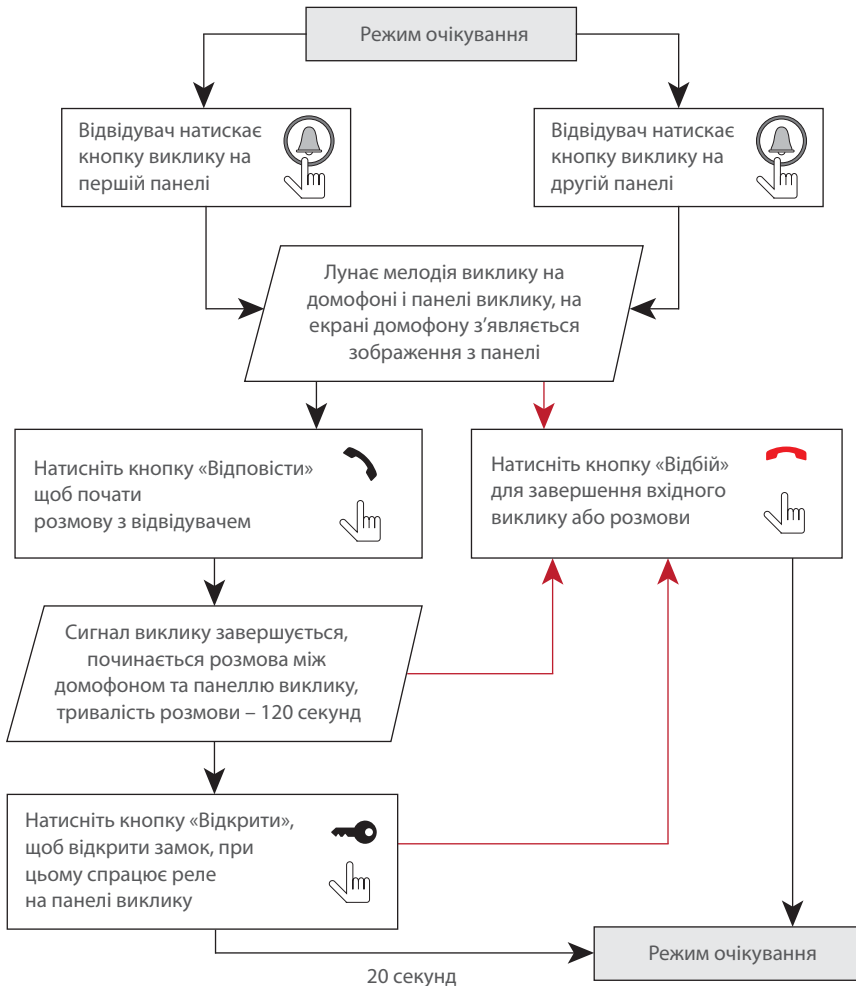 Режим очікування
Відвідувач натискає
кнопку виклику на
першій панелі
Відвідувач натискає
кнопку виклику на
другій панелі
Лунає мелодія виклику на
домофоні і панелі виклику, на
екрані домофону з’являється
зображення з панелі
Натисніть кнопку «Відповісти»
щоб почати
розмову з відвідувачем
Натисніть кнопку «Відбій»
для завершення вхідного
виклику або розмови
Сигнал виклику завершується,
починається розмова між
домофоном та панеллю виклику,
тривалість розмови – 120 секунд
Натисніть кнопку «Відкрити»,
щоб відкрити замок, при
цьому спрацює реле
на панелі виклику
20 секунд
Режим очікування